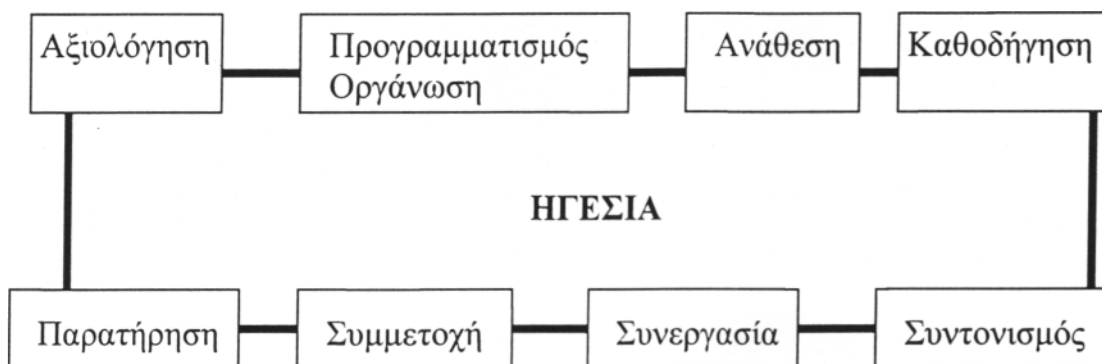 Αξιολόγηση
Προγραμματισμός
Οργάνωση
Ανάθεση
Καθοδήγηση
ΗΓΕΣΙΑ
Παρατήρηση
Συμμετοχή
Συνεργασία
Συντονισμός